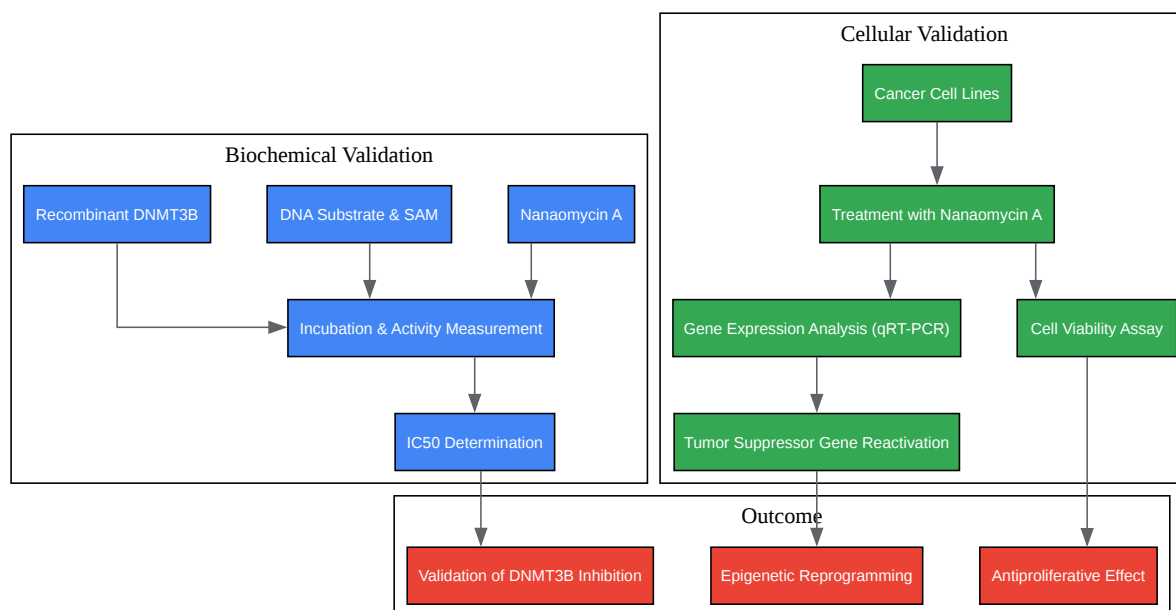 Cellular Validation
Cancer Cell Lines
Biochemical Validation
Recombinant DNMT3B
DNA Substrate & SAM
Nanaomycin A
Treatment with Nanaomycin A
Incubation & Activity Measurement
Gene Expression Analysis (qRT-PCR)
Cell Viability Assay
IC50 Determination
Tumor Suppressor Gene Reactivation
Outcome
Validation of DNMT3B Inhibition
Epigenetic Reprogramming
Antiproliferative Effect